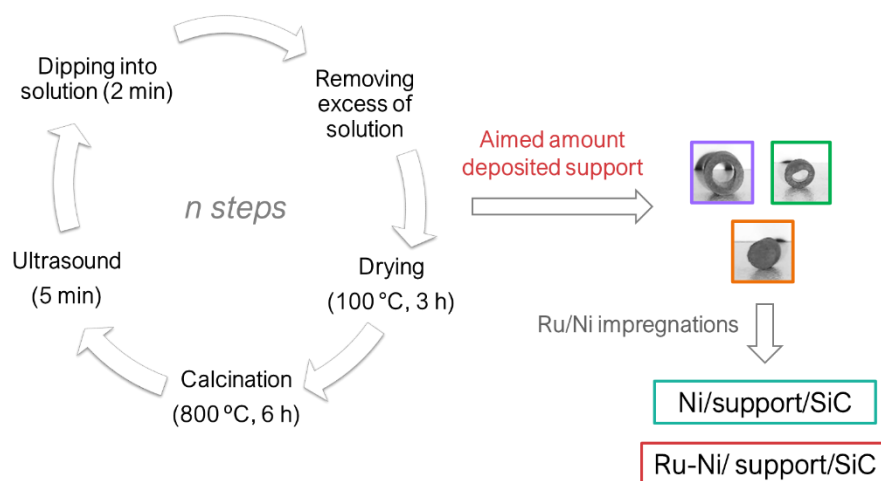 Dipping into
solution (2 min)
Removing
excess of
solution
Drying
(100 ºC, 3 h)
Calcination
(800 ºC, 6 h)
Ultrasound
(5 min)
n steps
Aimed amount
deposited support
Ru/Ni impregnations
Ni/support/SiC
Ru-Ni/ support/SiC